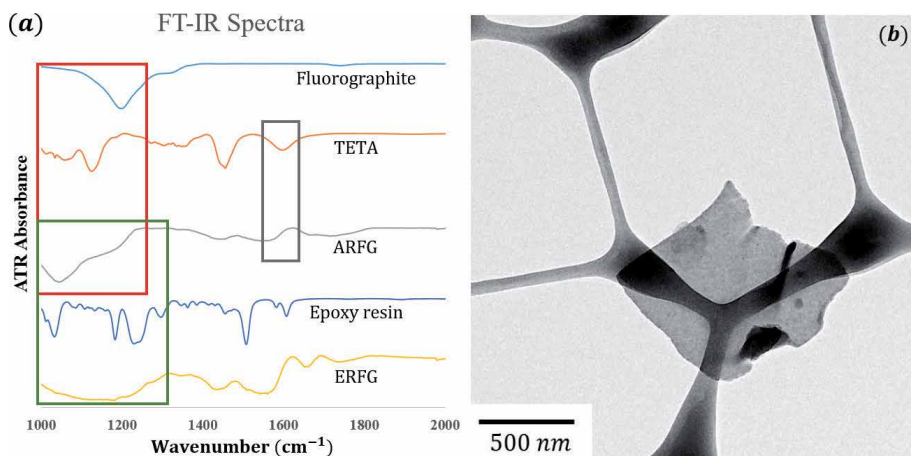 (a)
FT-IR Spectra
Fluorographite
TETA
ARFG
Epoxy resin
ERFG
ATR Absorbance
1000 1200 1400 1600 1800 2000
Wavenumber (cm⁻¹)
(b)
500 nm